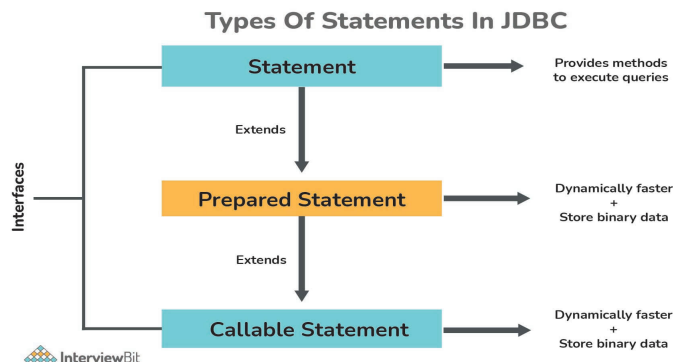 Types Of Statements In JDBC
Statement
Provides methods
to execute queries
Extends
Interfaces
Prepared Statement
Dynamically faster
+
Store binary data
Extends
Callable Statement
Dynamically faster
+
Store binary data
InterviewBit